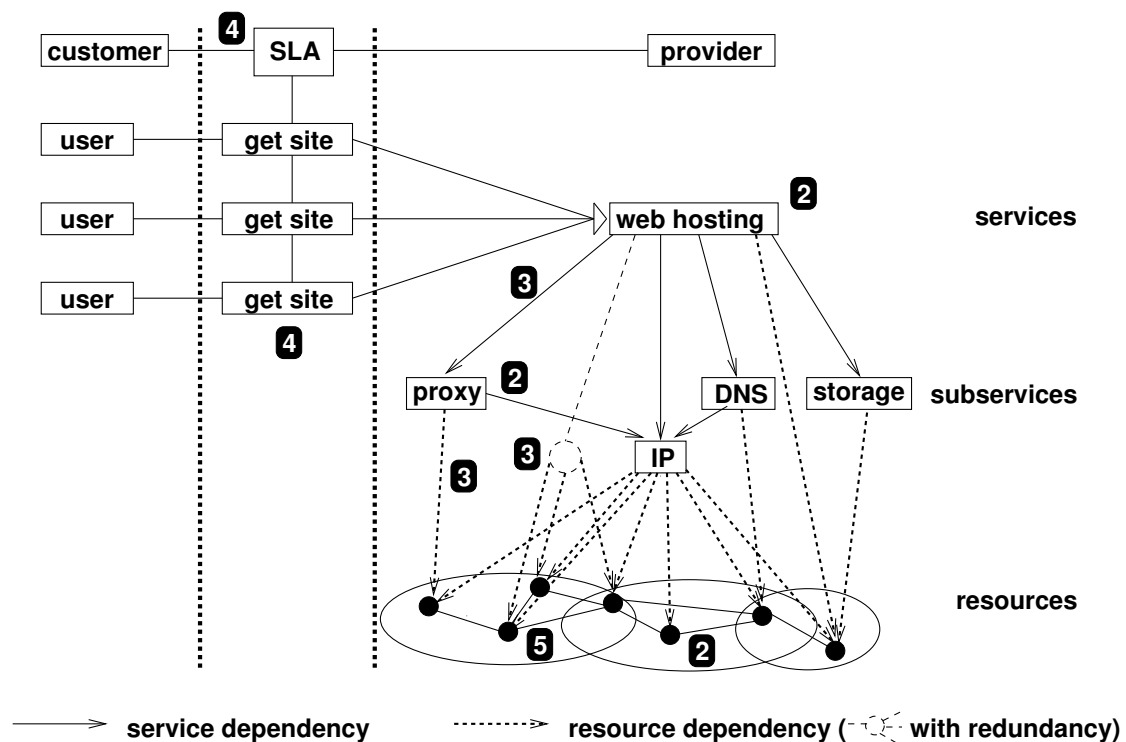 4
customer SLA provider
user get site
2
user get site web hosting services
3
user get site
4
2
proxy DNS storage subservices
3 IP
3
resources
5 2
service dependency resource dependency ( with redundancy)